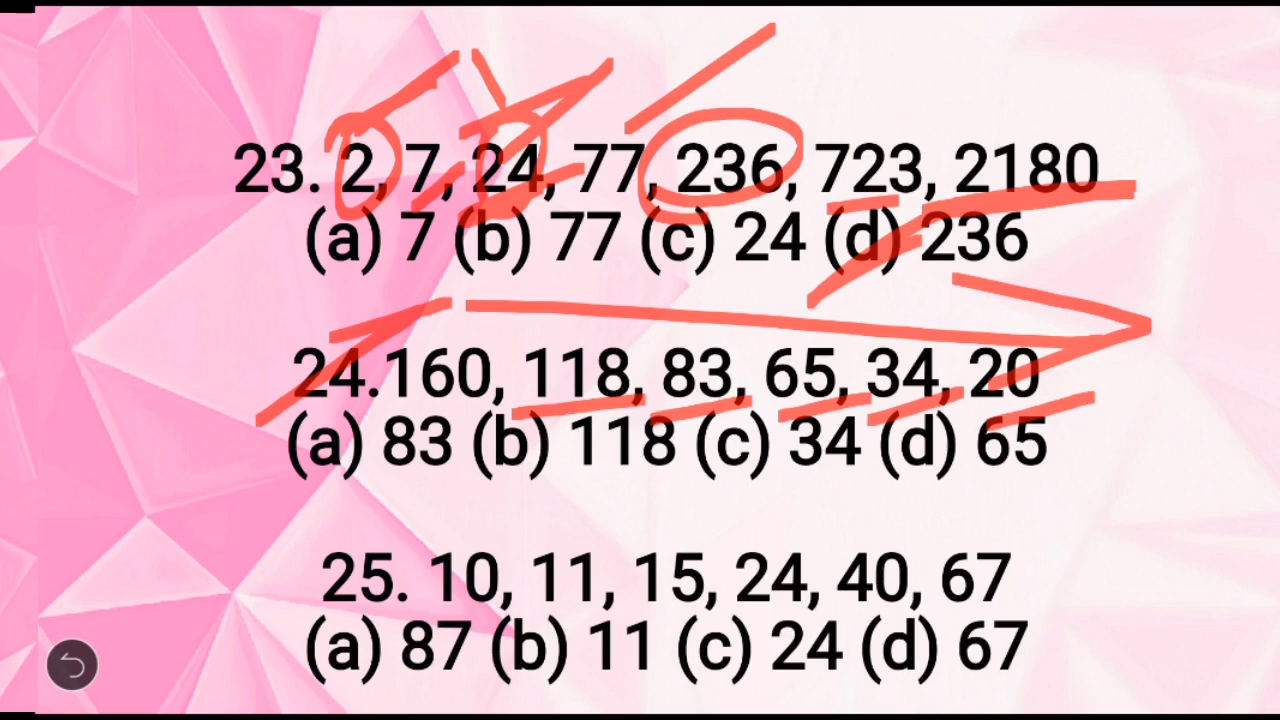 23. 2, 7, 24, 77, 236, 723, 2180
(a) 7 (b) 77 (c) 24 (d) 236
24.160, 118, 83, 65, 34, 20
(a) 83 (b) 118 (c) 34 (d) 65
25. 10, 11, 15, 24, 40, 67
(a) 87 (b) 11 (c) 24 (d) 67